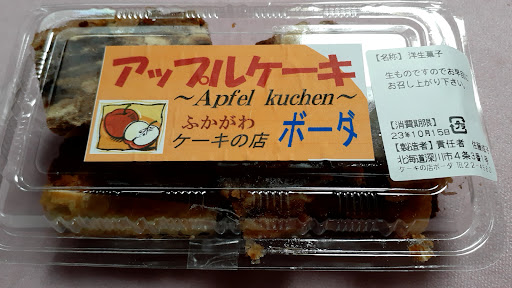 アップルケーキ
～Apfel kuchen～
ふかがわ
ケーキの店 ボーダ
【名称】 洋生菓子
生ものですのでお早
お召し上がり下さい。
【消費期限】
23年10月15日
【製造者】責任者 佐藤
北海道深川市4条
ケーキの店ボーダ TEL22-4